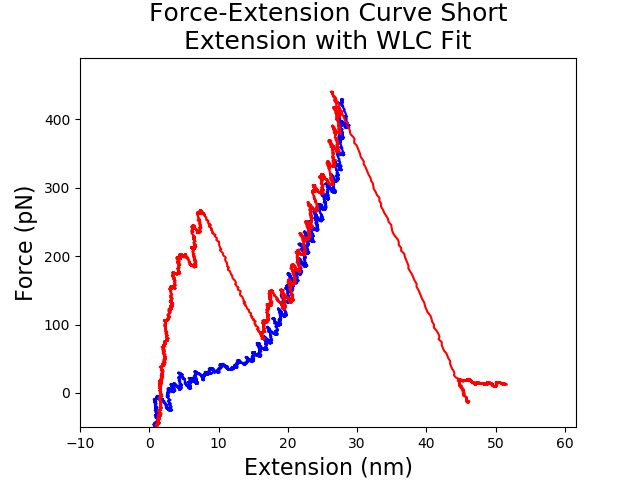 Force-Extension Curve Short
Extension with WLC Fit
400
300
200
100
0
Force (pN)
−10 0 10 20 30 40 50 60
Extension (nm)